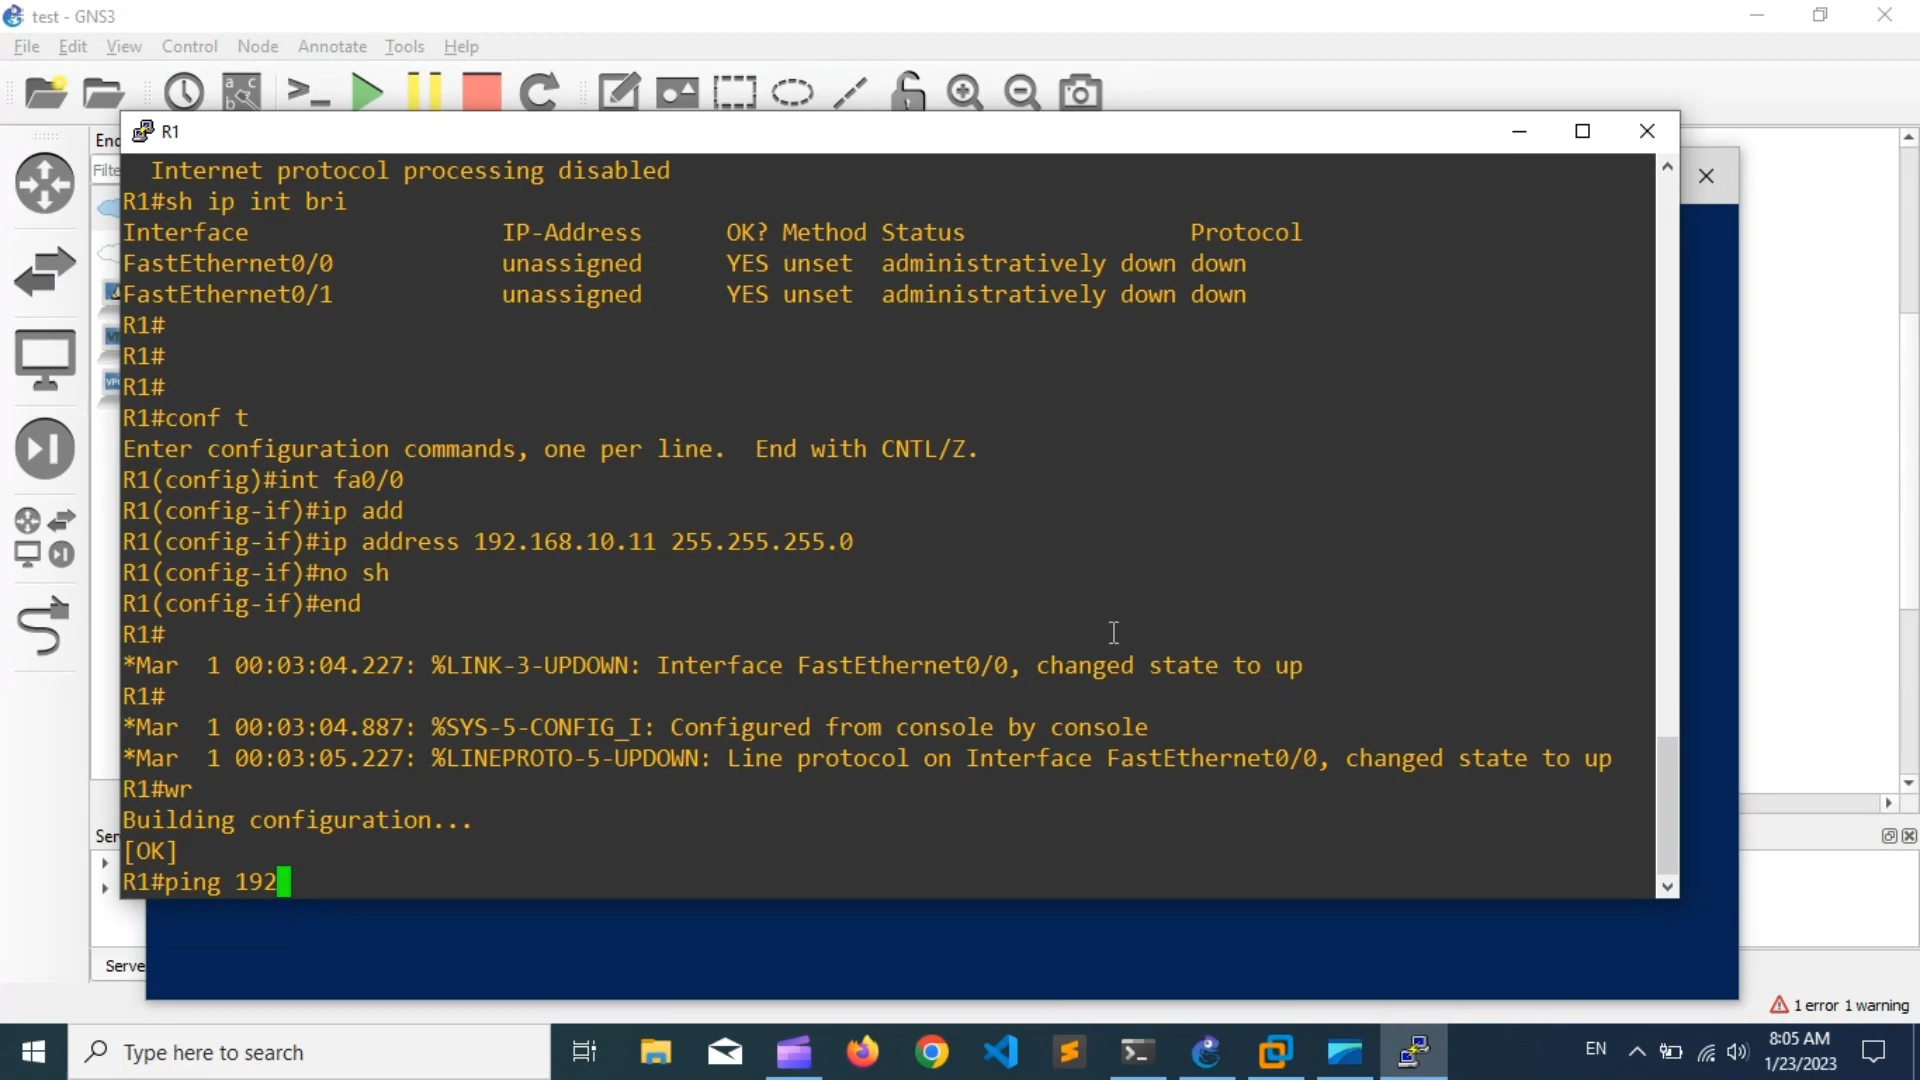 test - GNS3
File Edit View Control Node Annotate Tools Help
R1
Internet protocol processing disabled
R1#sh ip int bri
Interface IP-Address OK? Method Status Protocol
FastEthernet0/0 unassigned YES unset administratively down down
FastEthernet0/1 unassigned YES unset administratively down down
R1#
R1#
R1#
R1#conf t
Enter configuration commands, one per line. End with CNTL/Z.
R1(config)#int fa0/0
R1(config-if)#ip add
R1(config-if)#ip address 192.168.10.11 255.255.255.0
R1(config-if)#no sh
R1(config-if)#end
R1#
*Mar 1 00:03:04.227: %LINK-3-UPDOWN: Interface FastEthernet0/0, changed state to up
R1#
*Mar 1 00:03:04.887: %SYS-5-CONFIG_I: Configured from console by console
*Mar 1 00:03:05.227: %LINEPROTO-5-UPDOWN: Line protocol on Interface FastEthernet0/0, changed state to up
R1#wr
Building configuration...
[OK]
R1#ping 192
1 error 1 warning
Type here to search
EN
8:05 AM
1/23/2023